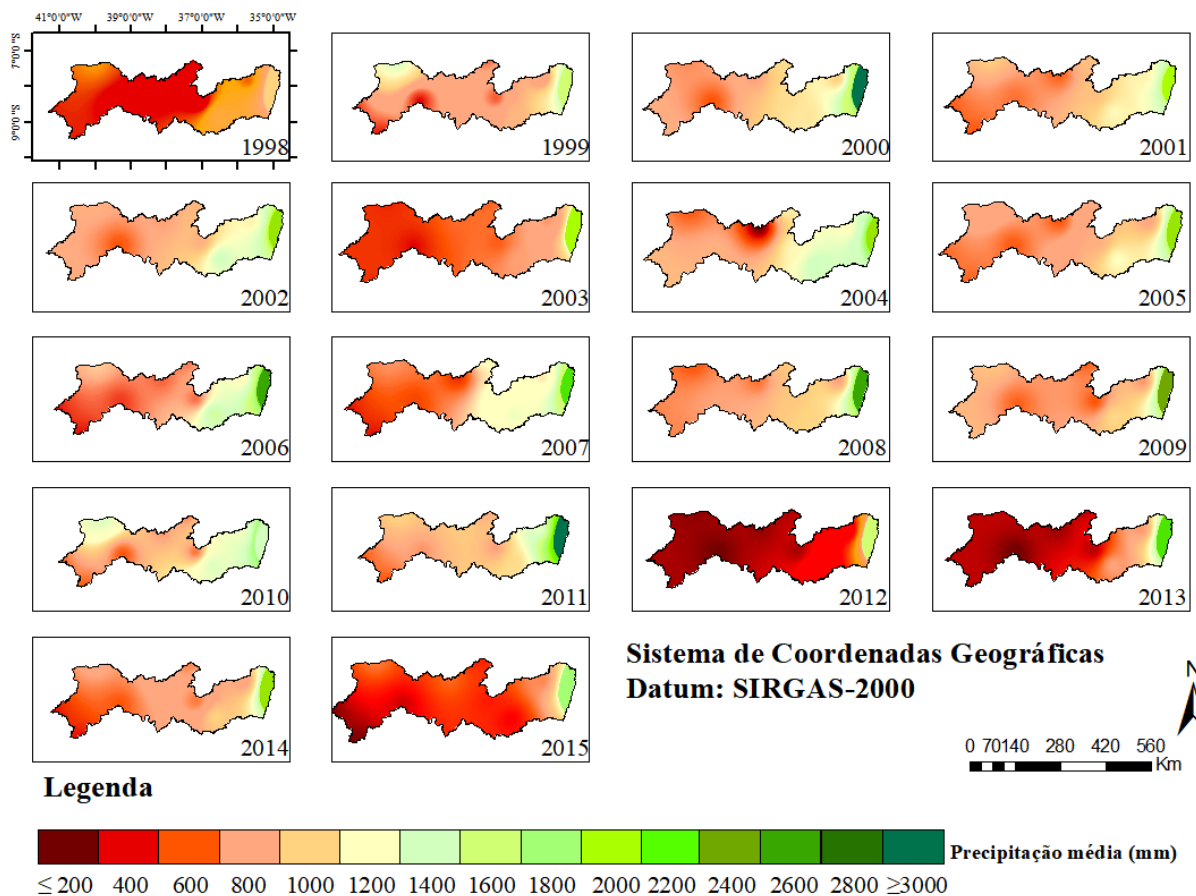 41°0'0"W 39°0'0"W 37°0'0"W 35°0'0"W
7°0'0"S
9°0'0"S
1998
1999
2000
2001
2002
2003
2004
2005
2006
2007
2008
2009
2010
2011
2012
2013
2014
2015
Sistema de Coordenadas Geográficas
Datum: SIRGAS-2000
N
0 70140 280 420 560
Km
Legenda
Precipitação média (mm)
≤ 200 400 600 800 1000 1200 1400 1600 1800 2000 2200 2400 2600 2800 ≥3000